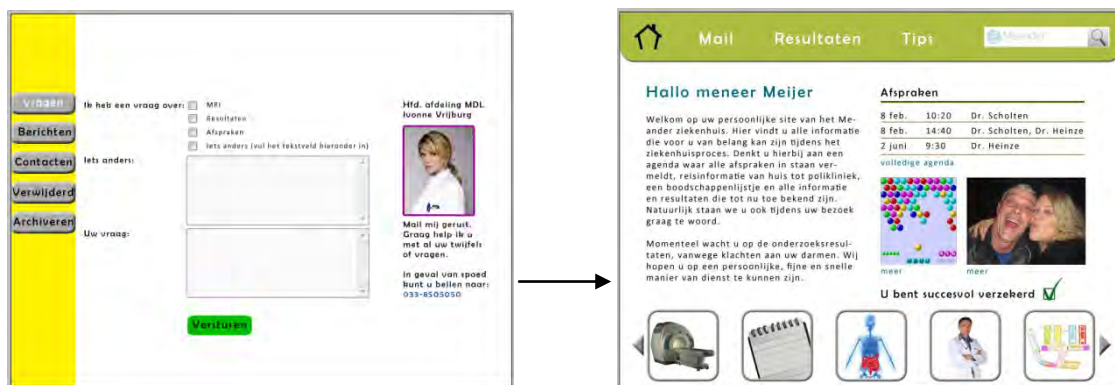 Vragen
Berichten
Contacten
Verwijderd
Archiveren
Ik heb een vraag over:
MRI
Resultaten
Afspraken
Iets anders (vul het tekstveld hieronder in)
Iets anders:
Uw vraag:
Versturen
Hfd. afdeling MDL
Ivonne Vrijburg
Mail mij gerust.
Graag help ik u
met al uw twijfels
of vragen.
In geval van spoed
kunt u bellen naar:
033-8505050
Mail Resultaten Tips
Meander
Hallo meneer Meijer
Welkom op uw persoonlijke site van het Me-
ander ziekenhuis. Hier vindt u alle informatie
die voor u van belang kan zijn tijdens het
ziekenhuisproces. Denkt u hierbij aan een
agenda waar alle afspraken in staan ver-
meldt, reisinformatie van huis tot polikliniek,
een boodschappenlijstje en alle informatie
en resultaten die tot nu toe bekend zijn.
Natuurlijk staan we u ook tijdens uw bezoek
graag te woord.
Momenteel wacht u op de onderzoeksresul-
taten, vanwege klachten aan uw darmen. Wij
hopen u op een persoonlijke, fijne en snelle
manier van dienst te kunnen zijn.
Afspraken
8 feb. 10:20 Dr. Scholten
8 feb. 14:40 Dr. Scholten, Dr. Heinze
2 juni 9:30 Dr. Heinze
volledige agenda
meer
meer
U bent succesvol verzekerd